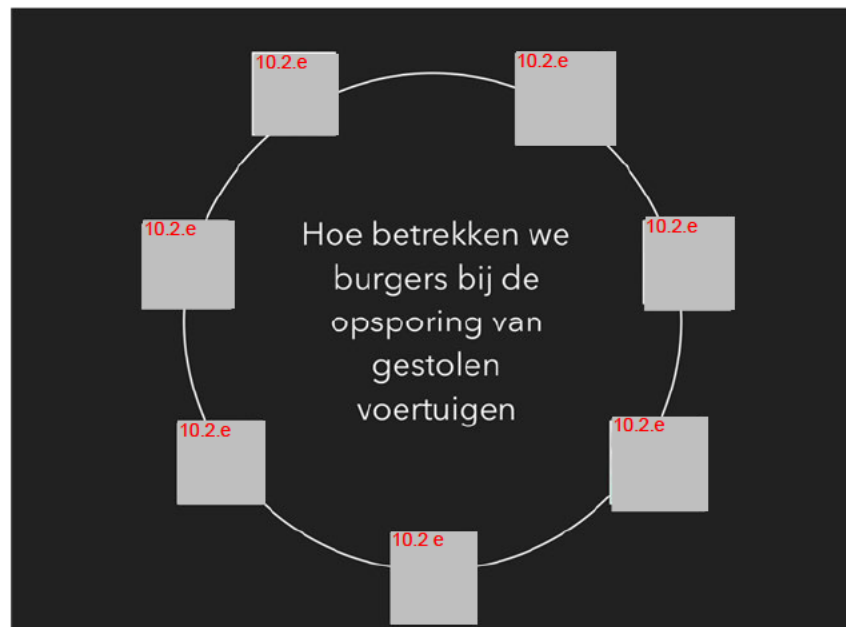 10.2.e
10.2.e
10.2.e
10.2.e
Hoe betrekken we
burgers bij de
opsporing van
gestolen
voertuigen
10.2.e
10.2.e
10.2 e